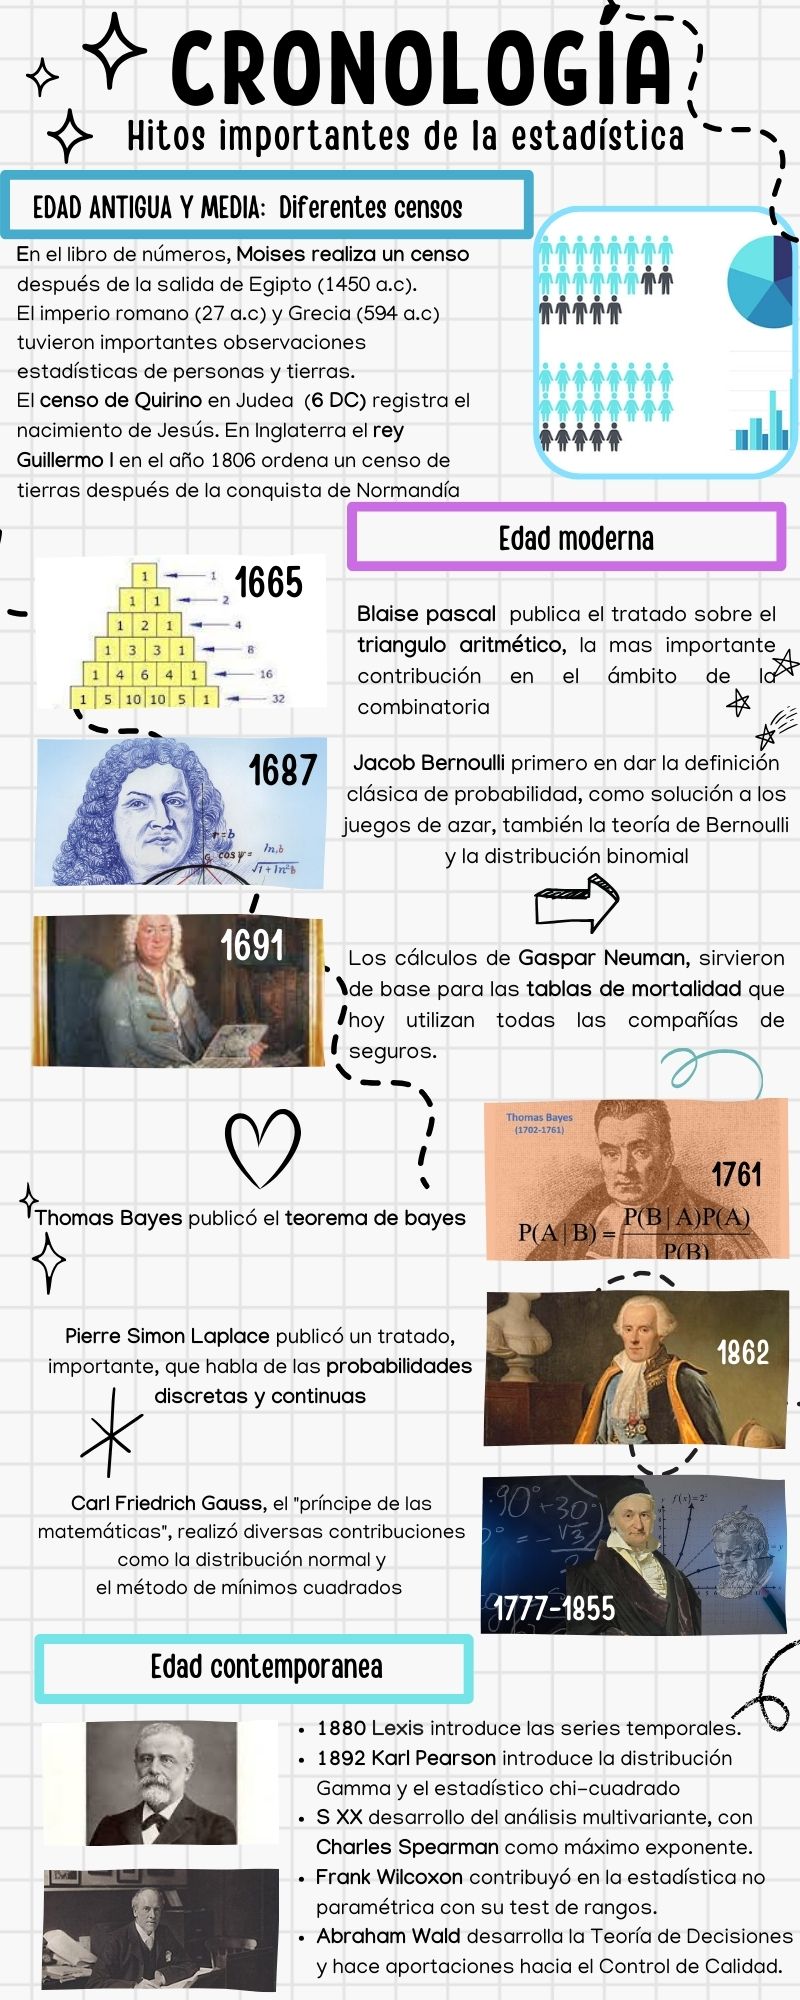 CRONOLOGÍA
Hitos importantes de la estadística
EDAD ANTIGUA Y MEDIA: Diferentes censos
En el libro de números, Moises realiza un censo
después de la salida de Egipto (1450 a.c).
El imperio romano (27 a.c) y Grecia (594 a.c)
tuvieron importantes observaciones
estadísticas de personas y tierras.
El censo de Quirino en Judea (6 DC) registra el
nacimiento de Jesús. En Inglaterra el rey
Guillermo I en el año 1806 ordena un censo de
tierras después de la conquista de Normandía
Edad moderna
1665
1 1
1 1 2
1 2 1 4
1 3 3 1 8
1 4 6 4 1 16
1 5 10 10 5 1 32
Blaise pascal publica el tratado sobre el
triangulo aritmético, la mas importante
contribución en el ámbito de la
combinatoria
1687
r=b
cos ψ = ln.b
√1+ln²b
Jacob Bernoulli primero en dar la definición
clásica de probabilidad, como solución a los
juegos de azar, también la teoría de Bernoulli
y la distribución binomial
1691
Los cálculos de Gaspar Neuman, sirvieron
de base para las tablas de mortalidad que
hoy utilizan todas las compañías de
seguros.
Thomas Bayes
(1702-1761)
1761
P(A|B) = P(B|A)P(A)
P(B)
Thomas Bayes publicó el teorema de bayes
Pierre Simon Laplace publicó un tratado,
importante, que habla de las probabilidades
discretas y continuas
1862
Carl Friedrich Gauss, el "príncipe de las
matemáticas", realizó diversas contribuciones
como la distribución normal y
el método de mínimos cuadrados
90° + 30°
1777-1855
Edad contemporanea
• 1880 Lexis introduce las series temporales.
• 1892 Karl Pearson introduce la distribución
Gamma y el estadístico chi-cuadrado
• S XX desarrollo del análisis multivariante, con
Charles Spearman como máximo exponente.
• Frank Wilcoxon contribuyó en la estadística no
paramétrica con su test de rangos.
• Abraham Wald desarrolla la Teoría de Decisiones
y hace aportaciones hacia el Control de Calidad.